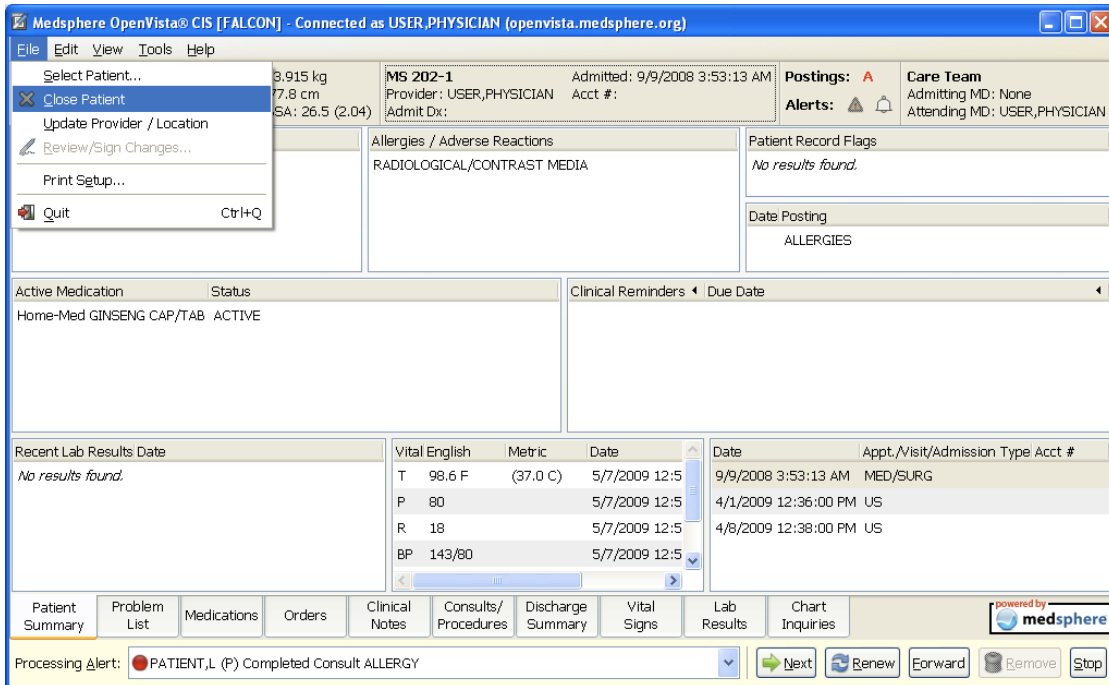 Medsphere OpenVista® CIS [FALCON] - Connected as USER,PHYSICIAN (openvista.medsphere.org)
File Edit View Tools Help
Select Patient...
Close Patient
Update Provider / Location
Review/Sign Changes...
Print Setup...
Quit Ctrl+Q
3.915 kg
77.8 cm
SA: 26.5 (2.04)
MS 202-1 Admitted: 9/9/2008 3:53:13 AM
Provider: USER,PHYSICIAN Acct #:
Admit Dx:
Postings: A
Alerts:
Care Team
Admitting MD: None
Attending MD: USER,PHYSICIAN
Allergies / Adverse Reactions
RADIOLOGICAL/CONTRAST MEDIA
Patient Record Flags
No results found.
Date Posting
ALLERGIES
Active Medication Status
Home-Med GINSENG CAP/TAB ACTIVE
Clinical Reminders Due Date
Recent Lab Results Date
No results found.
Vital English Metric Date
T 98.6 F (37.0 C) 5/7/2009 12:5
P 80 5/7/2009 12:5
R 18 5/7/2009 12:5
BP 143/80 5/7/2009 12:5
Date Appt./Visit/Admission Type Acct #
9/9/2008 3:53:13 AM MED/SURG
4/1/2009 12:36:00 PM US
4/8/2009 12:38:00 PM US
Patient Summary
Problem List
Medications
Orders
Clinical Notes
Consults/ Procedures
Discharge Summary
Vital Signs
Lab Results
Chart Inquiries
powered by
medsphere
Processing Alert: PATIENT,L (P) Completed Consult ALLERGY
Next Renew Forward Remove Stop